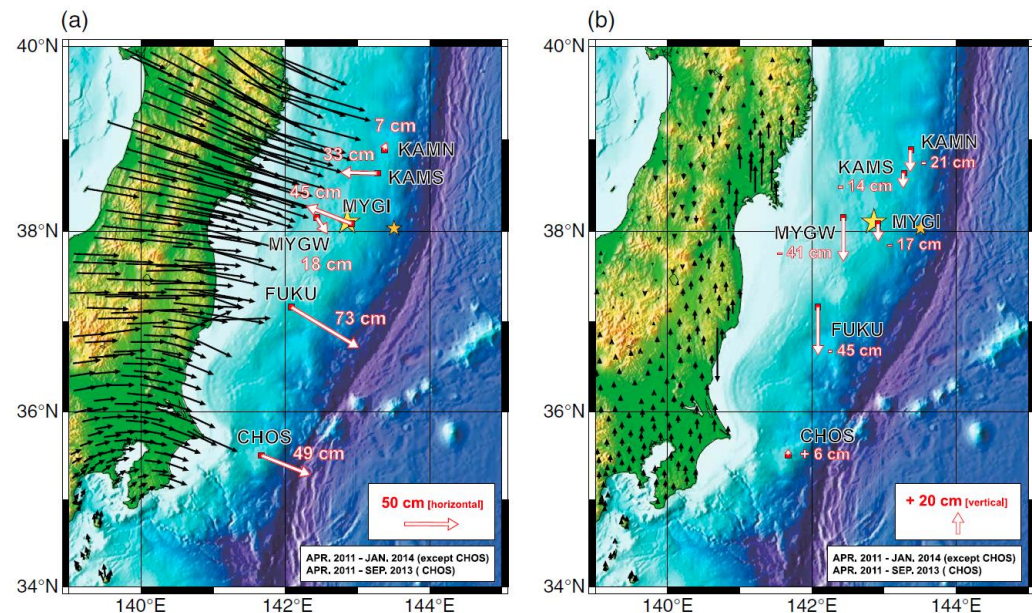 (a)
40°N
38°N
36°N
34°N
140°E
142°E
144°E
7 cm
KAMN
33 cm
KAMS
45 cm
MYGI
MYGW
18 cm
FUKU
73 cm
CHOS
49 cm
50 cm [horizontal]
APR. 2011 - JAN. 2014 (except CHOS)
APR. 2011 - SEP. 2013 ( CHOS)
(b)
40°N
38°N
36°N
34°N
140°E
142°E
144°E
KAMN
- 21 cm
KAMS
- 14 cm
MYGI
- 17 cm
MYGW
- 41 cm
FUKU
- 45 cm
CHOS
+ 6 cm
+ 20 cm [vertical]
APR. 2011 - JAN. 2014 (except CHOS)
APR. 2011 - SEP. 2013 ( CHOS)